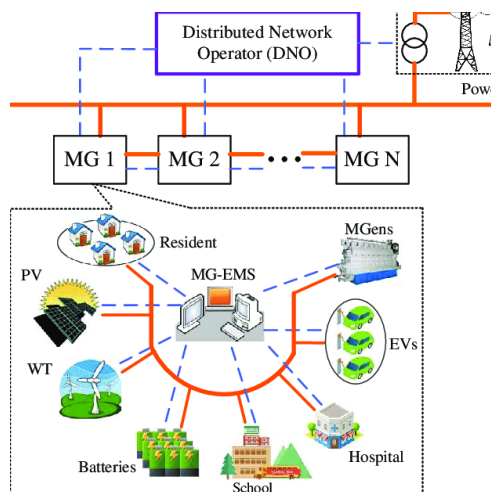 Distributed Network
Operator (DNO)
Powe
MG 1
MG 2
MG N
Resident
MGens
PV
MG-EMS
EVs
WT
Batteries
Hospital
School